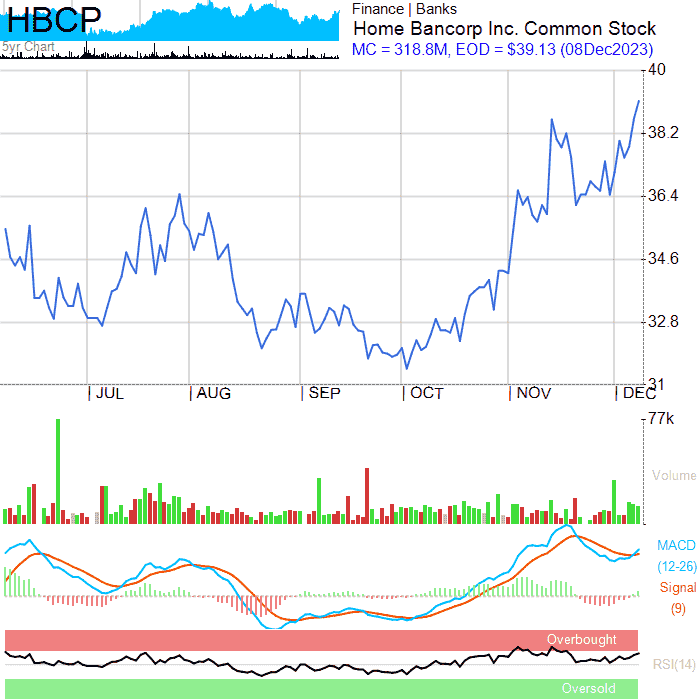 HBCP
5yr Chart
Finance | Banks
Home Bancorp Inc. Common Stock
MC = 318.8M, EOD = $39.13 (08Dec2023)
40
38.2
36.4
34.6
32.8
31
JUL AUG SEP OCT NOV DEC
77k
Volume
MACD
(12-26)
Signal
(9)
Overbought
RSI(14)
Oversold